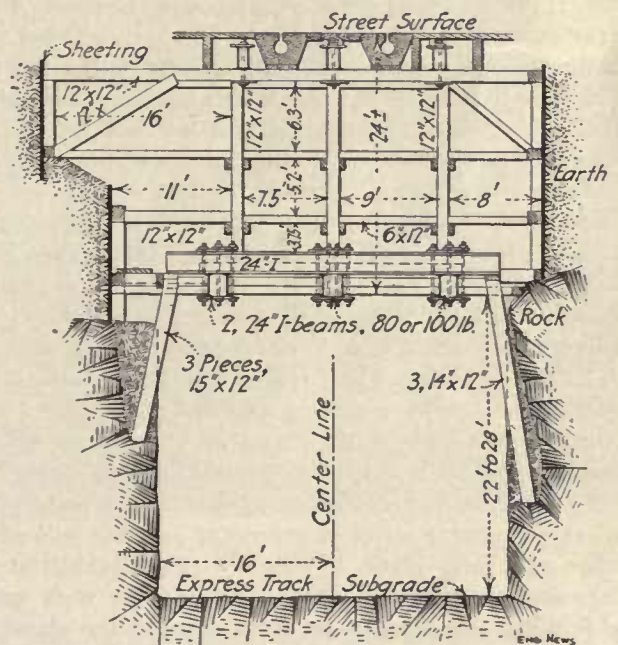 Street Surface
Sheeting
12"x12"
16'
12"x12"
6.3'
24'±
12"x12"
Earth
11'
7.5
5.2'
9'
8'
12"x12"
3.75'
6"x12"
24" I
2, 24" I-beams, 80 or 100 lb.
Rock
3 Pieces,
15"x12"
3, 14"x12"
Center Line
22' to 28'
16'
Express Track
Subgrade
ENG NEWS